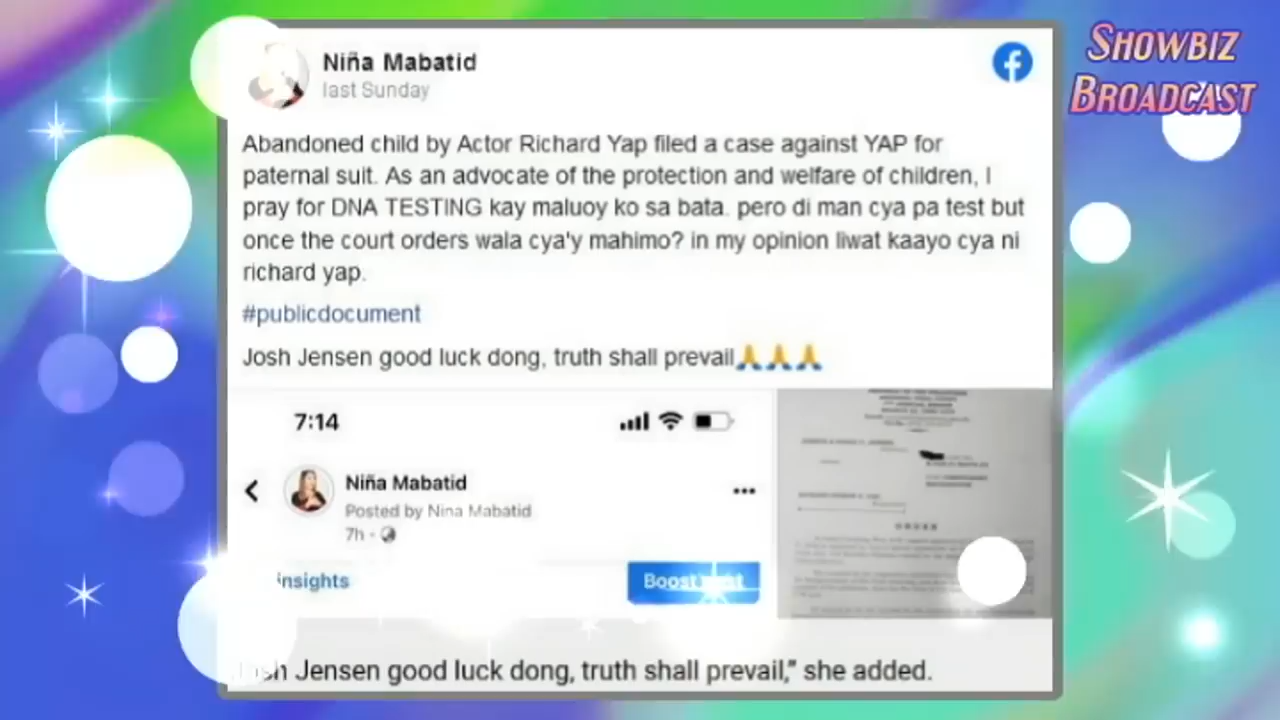 SHOWBIZ
BROADCAST
Niña Mabatid
last Sunday
Abandoned child by Actor Richard Yap filed a case against YAP for
paternal suit. As an advocate of the protection and welfare of children, I
pray for DNA TESTING kay maluoy ko sa bata. pero di man cya pa test but
once the court orders wala cya'y mahimo? in my opinion liwat kaayo cya ni
richard yap.
#publicdocument
Josh Jensen good luck dong, truth shall prevail🙏🙏🙏
7:14
Niña Mabatid
Posted by Nina Mabatid
7h ·
insights
Boost
ORDER
Jensen good luck dong, truth shall prevail," she added.